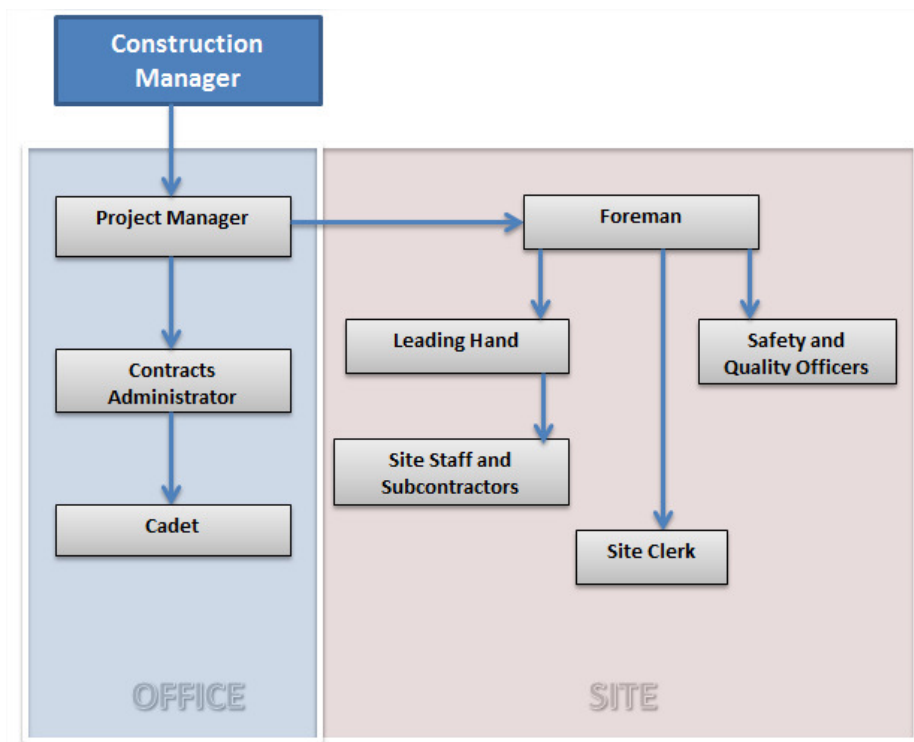 Construction
Manager
Project Manager
Foreman
Leading Hand
Safety and
Quality Officers
Contracts
Administrator
Site Staff and
Subcontractors
Cadet
Site Clerk
OFFICE
SITE